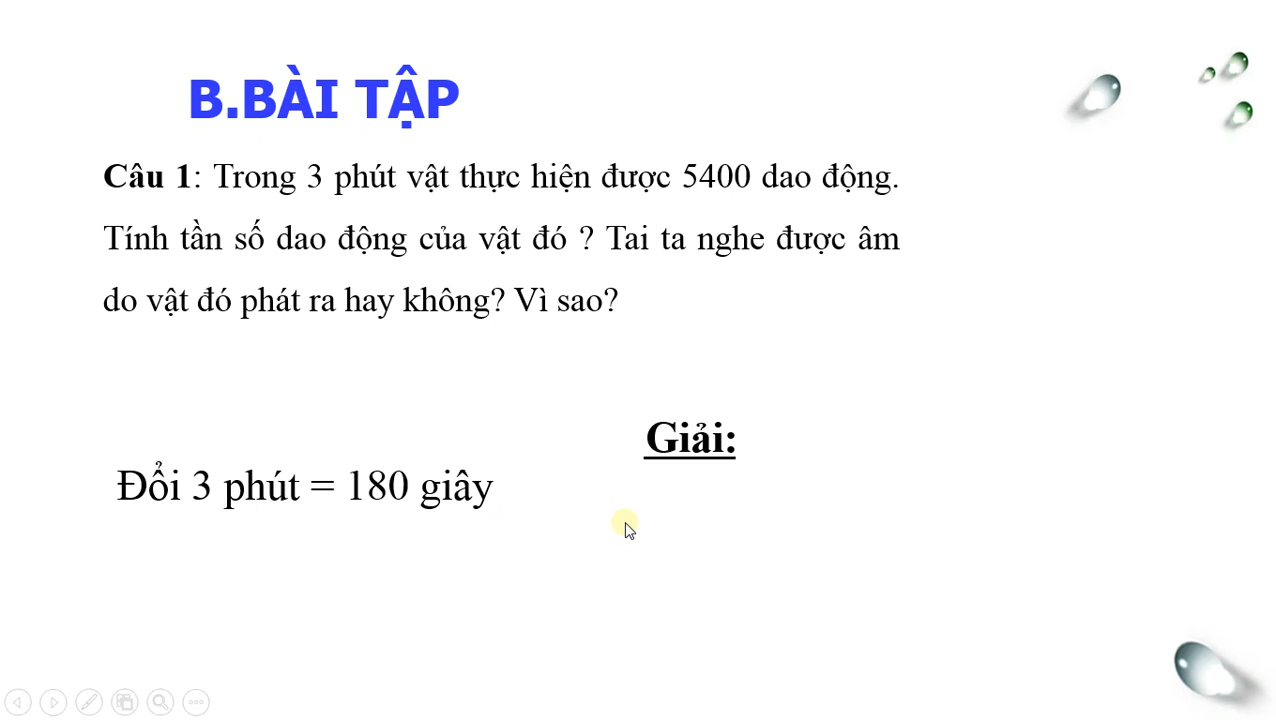 B.BÀI TẬP
Câu 1: Trong 3 phút vật thực hiện được 5400 dao động.
Tính tần số dao động của vật đó ? Tai ta nghe được âm
do vật đó phát ra hay không? Vì sao?
Giải:
Đổi 3 phút = 180 giây